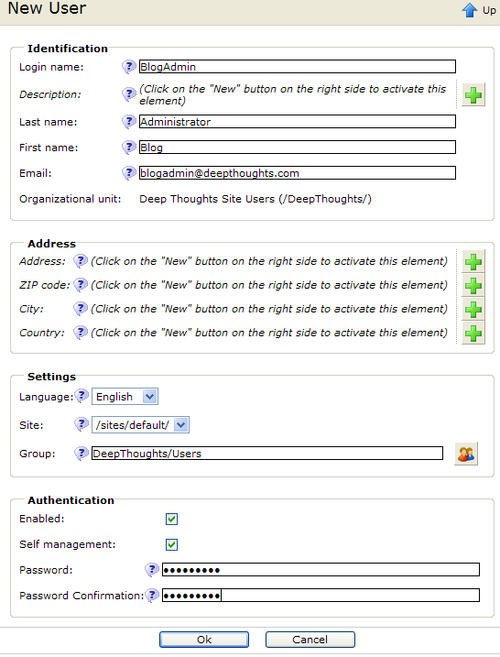 New User
Up
Identification
Login name: BlogAdmin
Description: (Click on the "New" button on the right side to activate this
element)
Last name: Administrator
First name: Blog
Email: blogadmin@deepthoughts.com
Organizational unit: Deep Thoughts Site Users (/DeepThoughts/)
Address
Address: (Click on the "New" button on the right side to activate this element)
ZIP code: (Click on the "New" button on the right side to activate this element)
City: (Click on the "New" button on the right side to activate this element)
Country: (Click on the "New" button on the right side to activate this element)
Settings
Language: English
Site: /sites/default/
Group: DeepThoughts/Users
Authentication
Enabled:
Self management:
Password: •••••••••
Password Confirmation: •••••••••
Ok Cancel